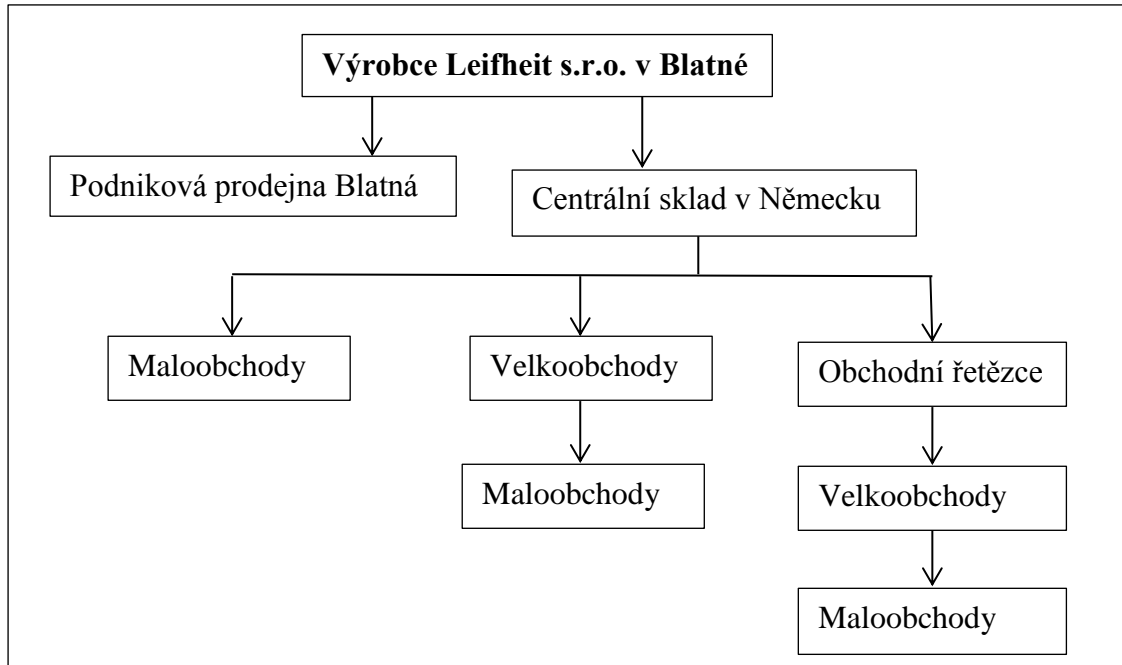 Výrobce Leifheit s.r.o. v Blatné
Podniková prodejna Blatná
Centrální sklad v Německu
Maloobchody
Velkoobchody
Obchodní řetězce
Maloobchody
Velkoobchody
Maloobchody